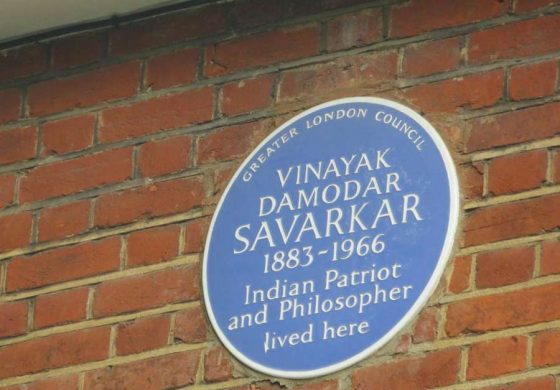 GREATER LONDON COUNCIL
VINAYAK
DAMODAR
SAVARKAR
1883-1966
Indian Patriot
and Philosopher
lived here